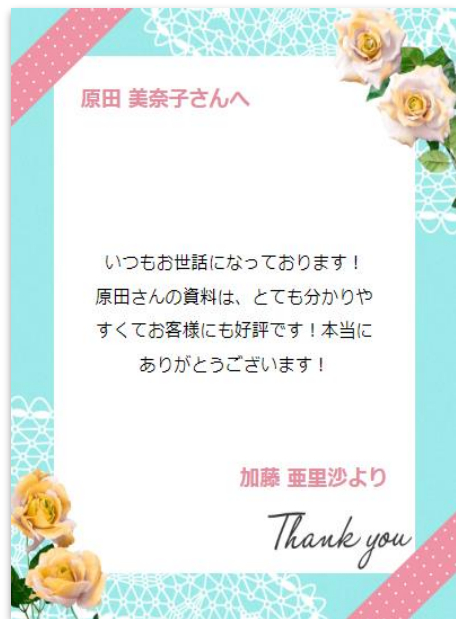 原田 美奈子さんへ
いつもお世話になっております！
原田さんの資料は、とても分かりや
すくてお客様にも好評です！本当に
ありがとうございます！
加藤 亜里沙より
Thank you